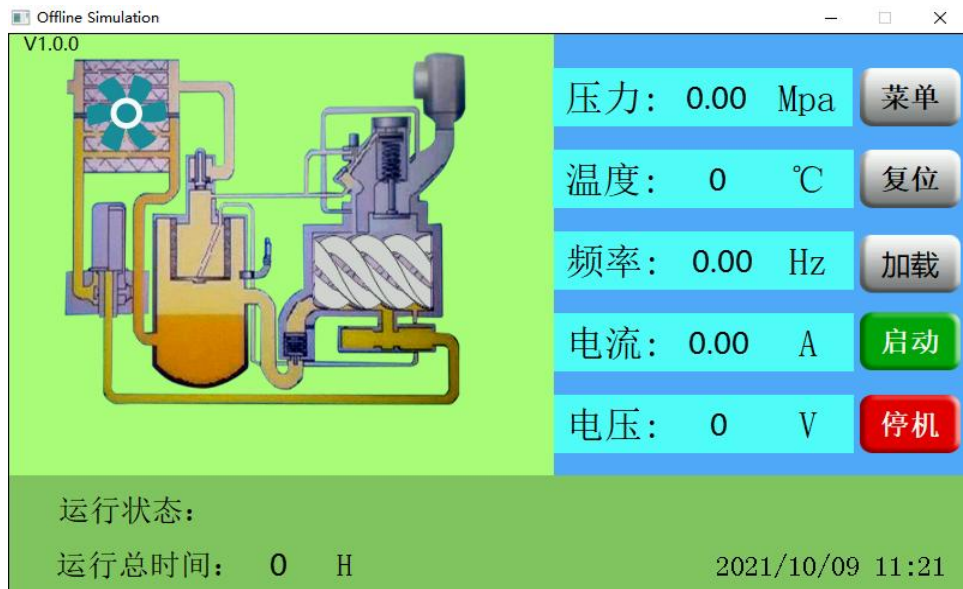 Offline Simulation
V1.0.0
压力: 0.00 Mpa 菜单
温度: 0 ℃ 复位
频率: 0.00 Hz 加载
电流: 0.00 A 启动
电压: 0 V 停机
运行状态:
运行总时间: 0 H 2021/10/09 11:21